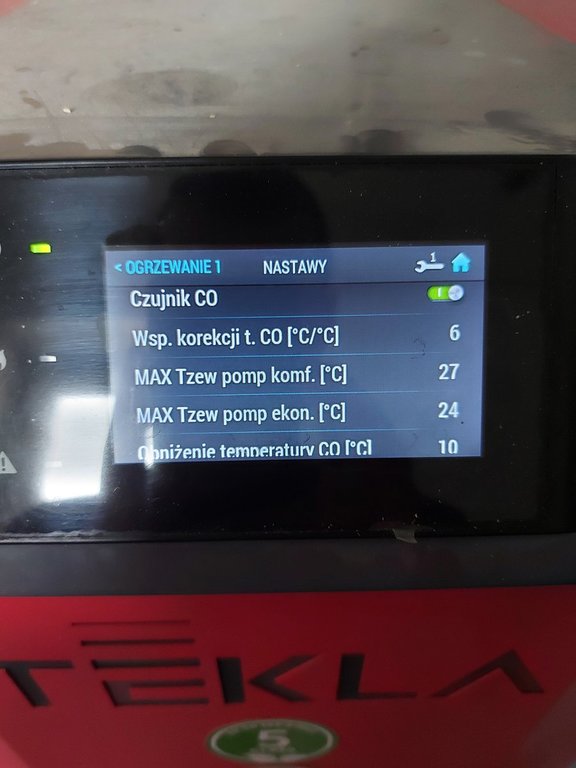 < OGRZEWANIE 1 NASTAWY 1
Czujnik CO
Wsp. korekcji t. CO [°C/°C] 6
MAX Tzew pomp komf. [°C] 27
MAX Tzew pomp ekon. [°C] 24
Obniżenie temperatury CO [°C] 10
TEKLA
5